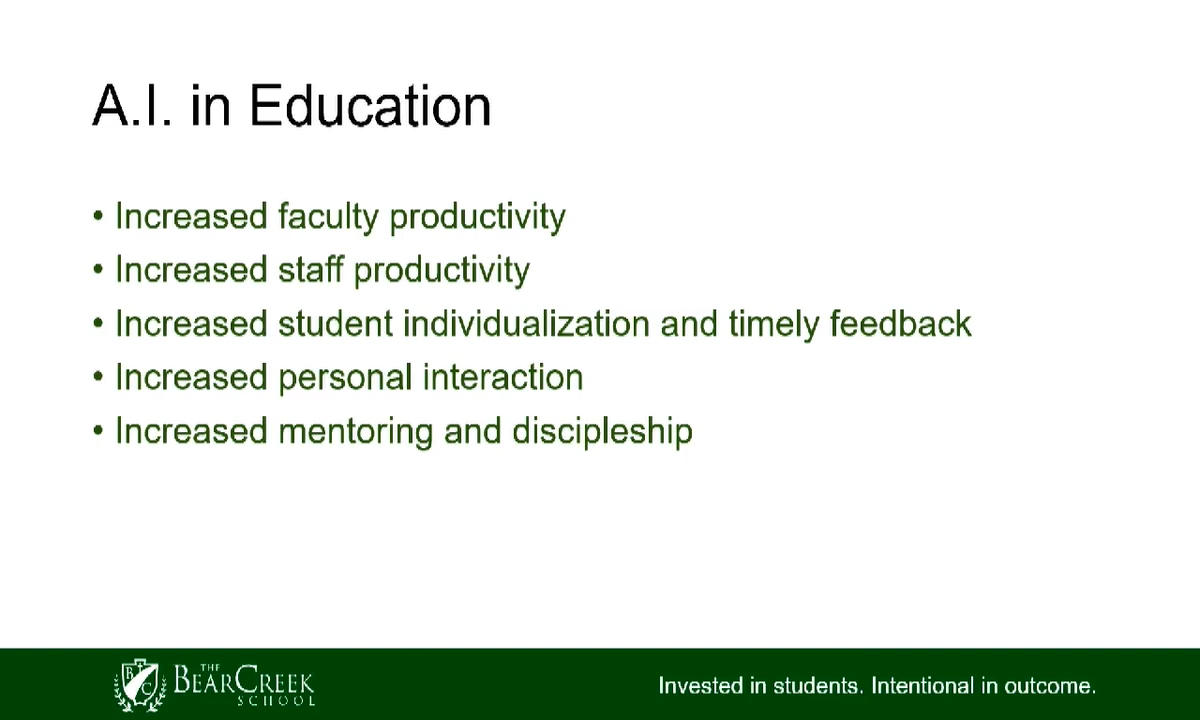 A.I. in Education
• Increased faculty productivity
• Increased staff productivity
• Increased student individualization and timely feedback
• Increased personal interaction
• Increased mentoring and discipleship
B C
THE
BEARCREEK
SCHOOL
Invested in students. Intentional in outcome.